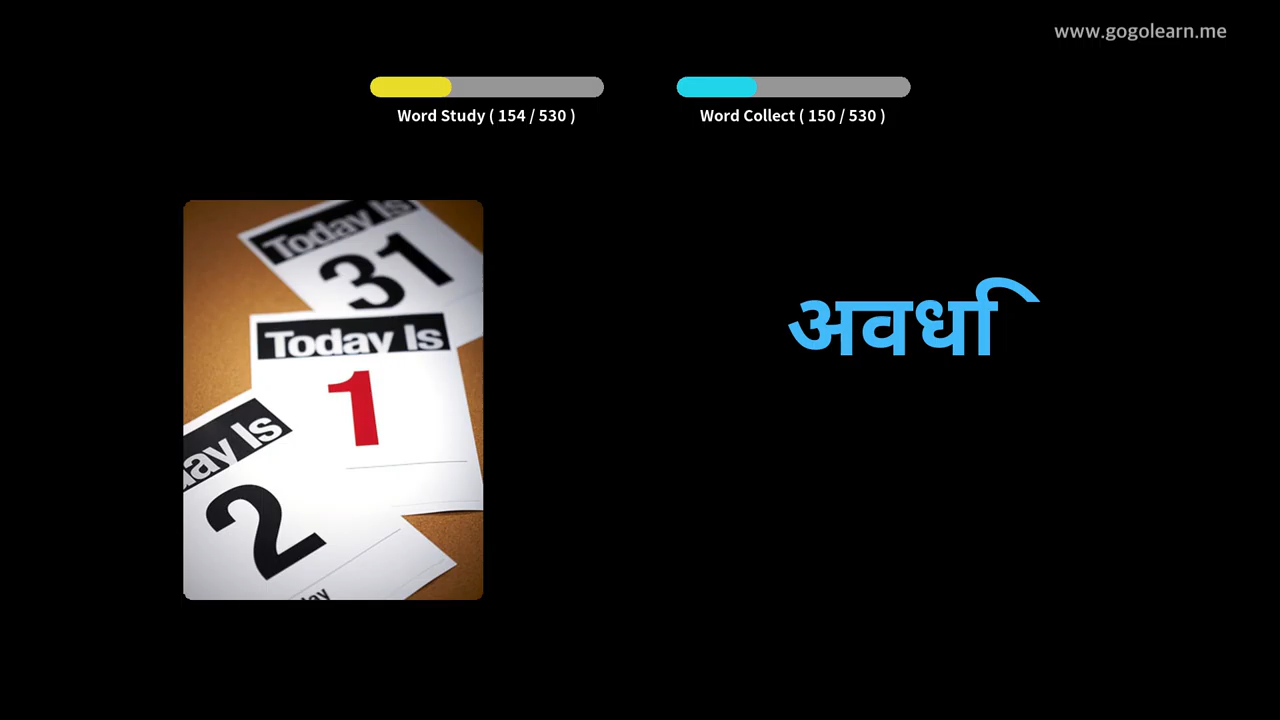 www.gogolearn.me
Word Study ( 154 / 530 )
Word Collect ( 150 / 530 )
Today Is
31
Today Is
1
ay Is
2
अवधि